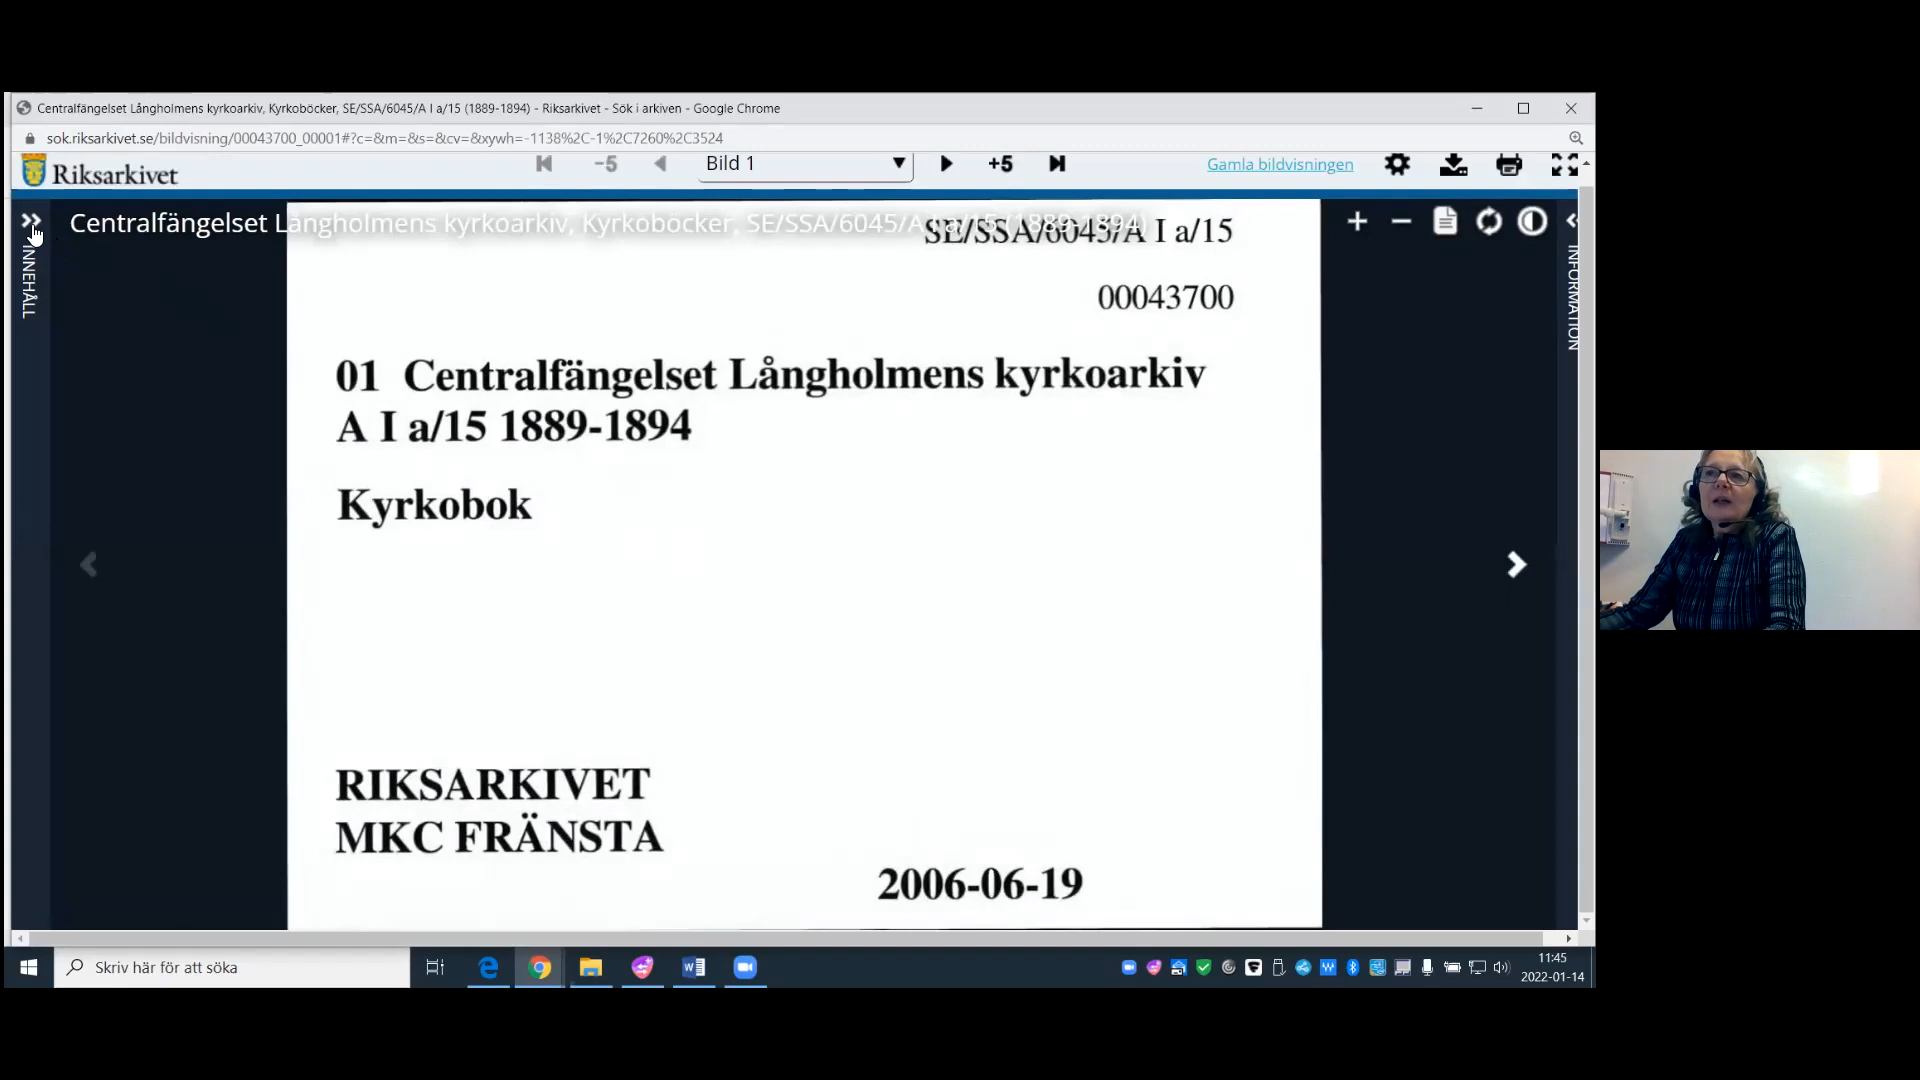 Centralfängelset Långholmens kyrkoarkiv, Kyrkoböcker, SE/SSA/6045/A I a/15 (1889-1894) - Riksarkivet - Sök i arkiven - Google Chrome
sok.riksarkivet.se/bildvisning/00043700_00001#?c=&m=&s=&cv=&xywh=-1138%2C-1%2C7260%2C3524
Riksarkivet
-5
Bild 1
+5
Gamla bildvisningen
Centralfängelset Långholmens kyrkoarkiv, Kyrkoböcker, SE/SSA/6045/A I a/15 (1889-1894)
SE/SSA/6045/A I a/15
INNEHÅLL
INFORMATION
00043700
01 Centralfängelset Långholmens kyrkoarkiv
A I a/15 1889-1894
Kyrkobok
RIKSARKIVET
MKC FRÄNSTA
2006-06-19
Skriv här för att söka
11:45
2022-01-14